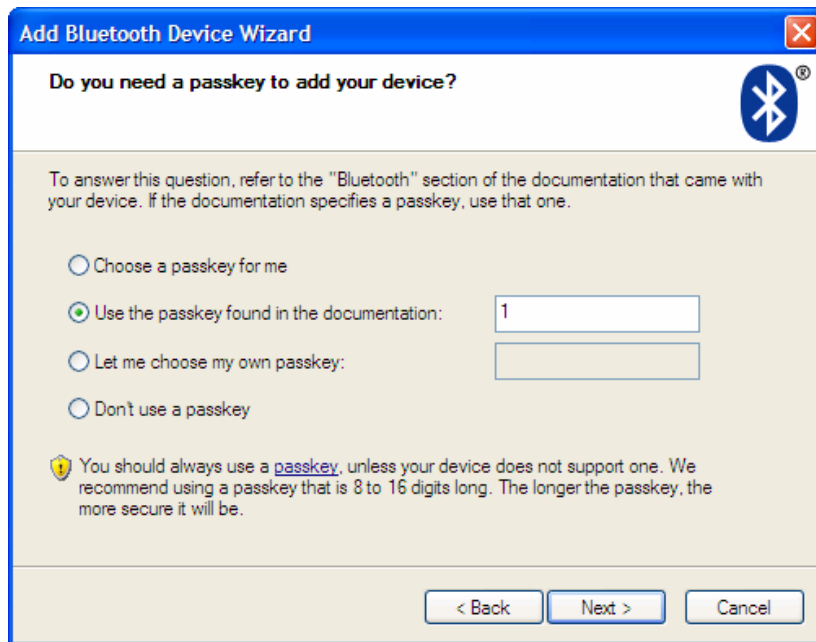 Add Bluetooth Device Wizard
Do you need a passkey to add your device?
®
To answer this question, refer to the "Bluetooth" section of the documentation that came with
your device. If the documentation specifies a passkey, use that one.
Choose a passkey for me
Use the passkey found in the documentation: 1
Let me choose my own passkey:
Don't use a passkey
You should always use a passkey, unless your device does not support one. We
recommend using a passkey that is 8 to 16 digits long. The longer the passkey, the
more secure it will be.
< Back Next > Cancel